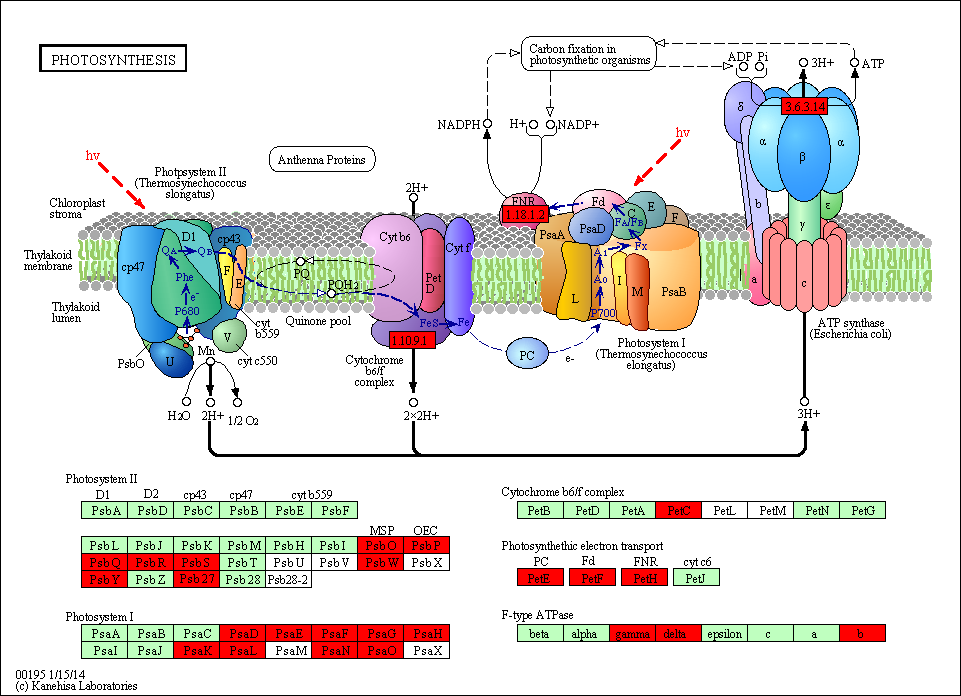 PHOTOSYNTHESIS
Carbon fixation in
photosynthetic organisms
ADP Pi
3H+
ATP
NADPH
H+
NADP+
hν
hν
Anthenna Proteins
Photpsystem II
(Thermosynechococcus
slongatus)
2H+
Chloroplast
stroma
Thylakoid
membrane
Thylakoid
lumen
FNR
1.18.1.2
Fd
3.6.3.14
δ
α
β
α
b
ε
γ
a
c
D1
cp43
cp47
QA
QB
F
E
Phe
e-
P680
Mn
PsbO
U
V
cyt
b559
cyt c550
PQ
PQH2
Quinone pool
Cyt b6
Cyt f
Pet
D
FeS
Fe
1.10.9.1
Cytochrome
b6/f
complex
PC
e-
PsaA
PsaD
C
E
F
FA/FB
FX
A1
A0
P700
L
I
M
PsaB
Photosystem I
(Thermosynechococcus
elongatus)
ATP synthase
(Escherichia coli)
H2O
2H+
1/2 O2
2×2H+
3H+
Photosystem II
D1 D2 cp43 cp47 cyt b559
PsbA PsbD PsbC PsbB PsbE PsbF
MSP OEC
PsbL PsbJ PsbK PsbM PsbH PsbI PsbO PsbP
PsbQ PsbR PsbS PsbT PsbU PsbV PsbW PsbX
PsbY PsbZ Psb27 Psb28 Psb28-2
Photosystem I
PsaA PsaB PsaC PsaD PsaE PsaF PsaG PsaH
PsaI PsaJ PsaK PsaL PsaM PsaN PsaO PsaX
Cytochrome b6/f complex
PetB PetD PetA PetC PetL PetM PetN PetG
Photosynthethic electron transport
PC Fd FNR cyt c6
PetE PetF PetH PetJ
F-type ATPase
beta alpha gamma delta epsilon c a b
00195 1/15/14
(c) Kanehisa Laboratories